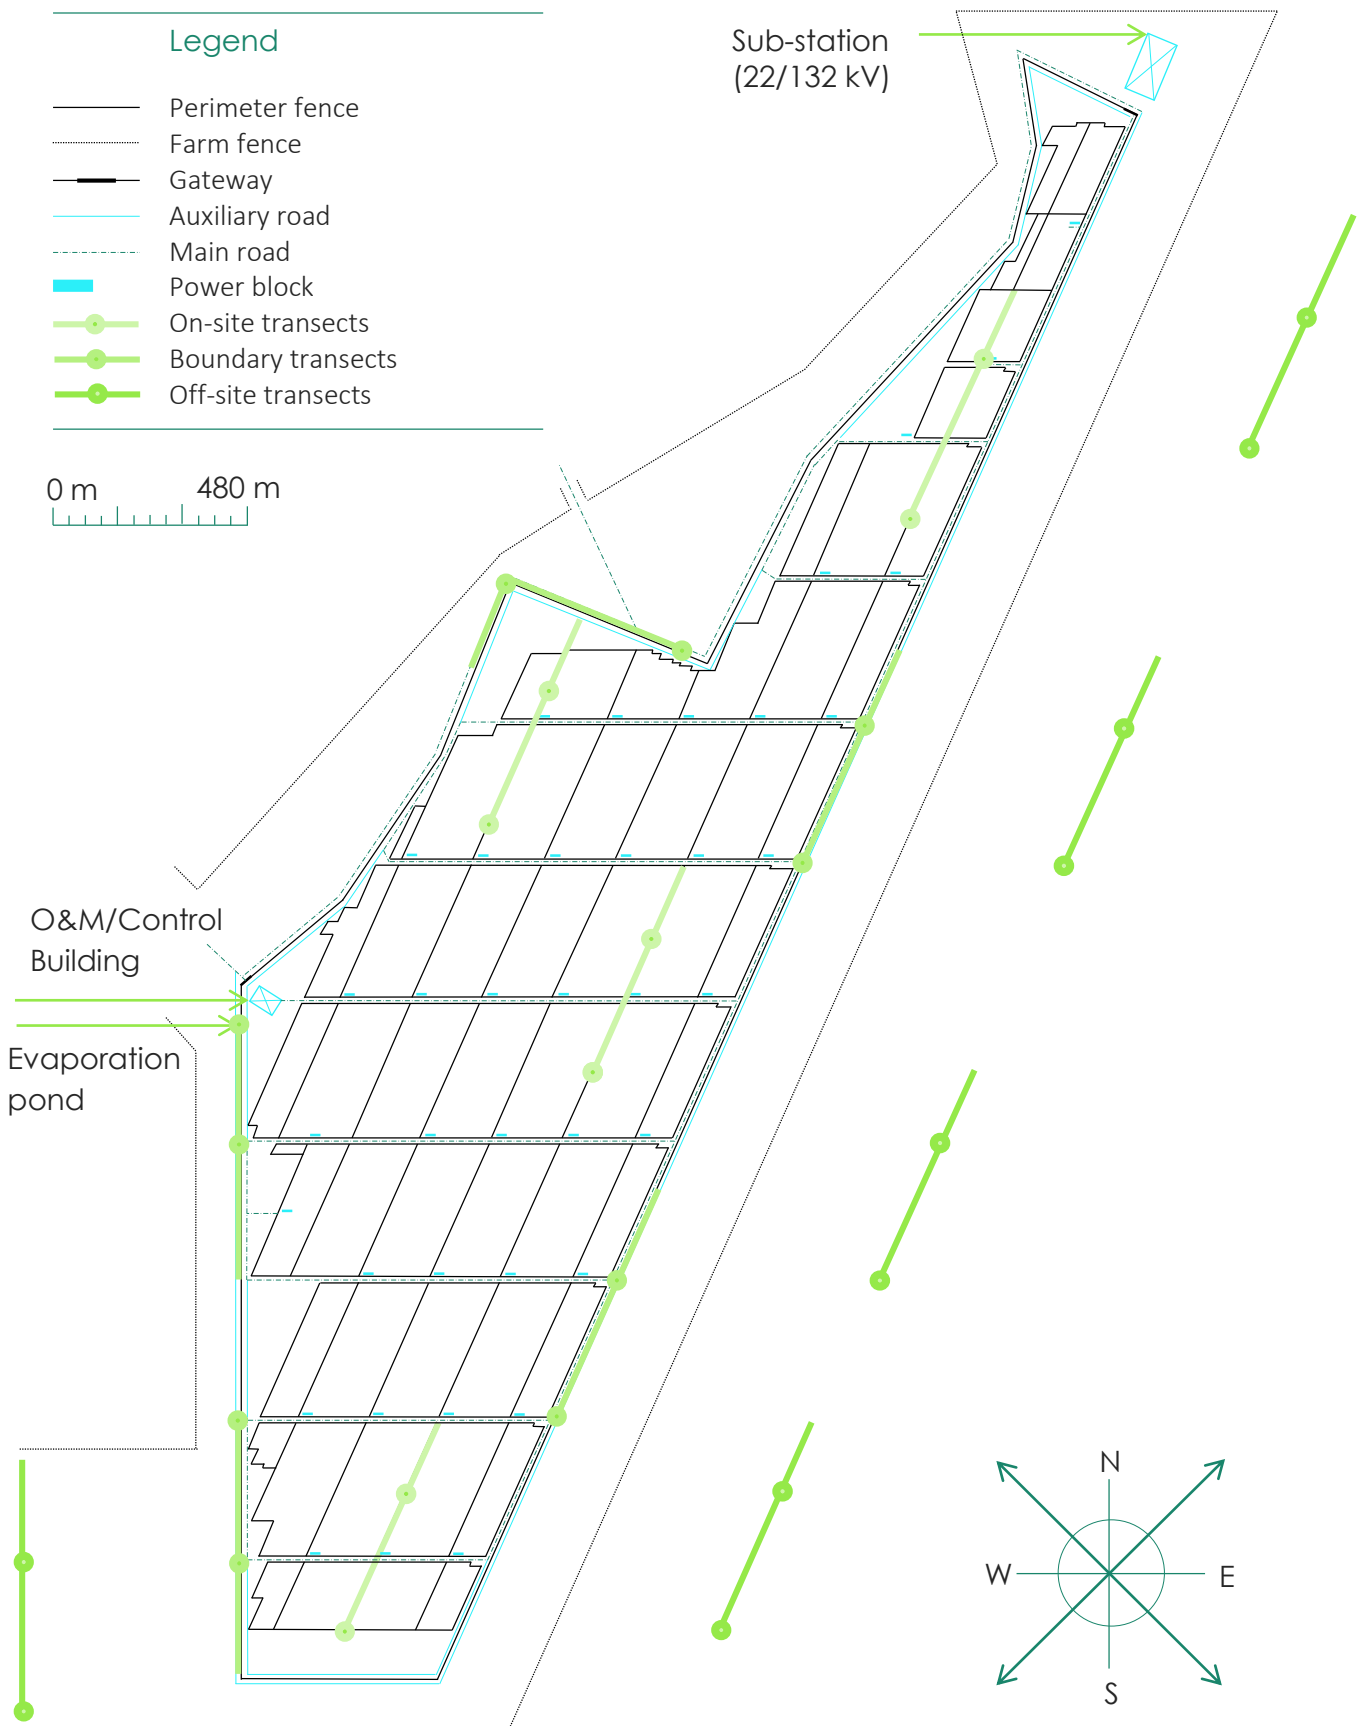 Legend
Perimeter fence
Farm fence
Gateway
Auxiliary road
Main road
Power block
On-site transects
Boundary transects
Off-site transects
0 m 480 m
Sub-station
(22/132 kV)
O&M/Control
Building
Evaporation
pond
N
W E
S